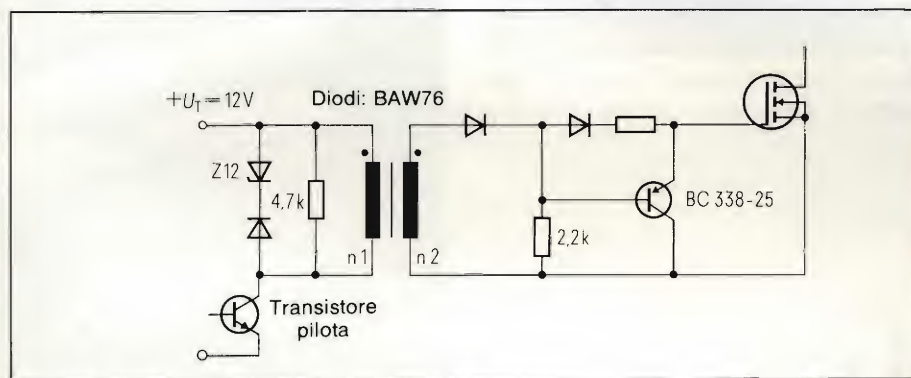 +U_T = 12V
Diodi: BAW76
Z12
4,7k
n1
n2
2,2k
BC 338-25
Transistore
pilota